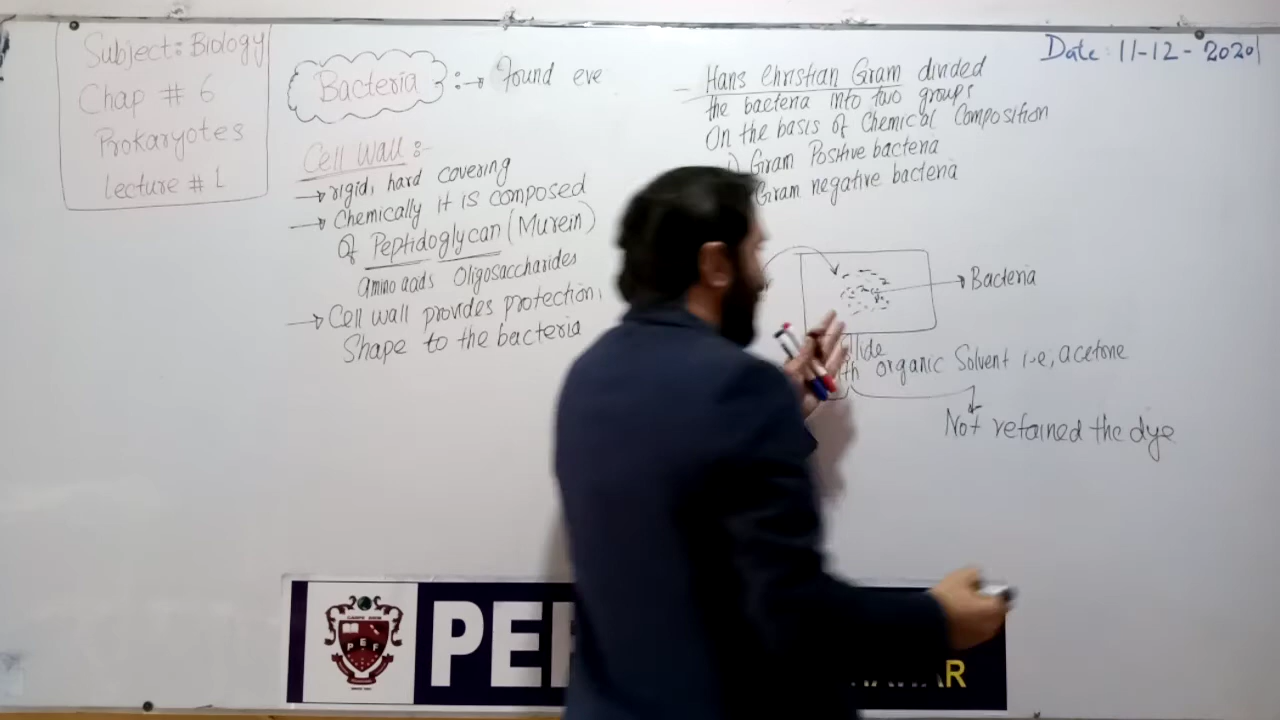 Subject: Biology
Chap # 6
Prokaryotes
Lecture # 1
Bacteria :→ Found eve
Cell Wall :-
→ rigid, hard covering
→ Chemically it is composed
of Peptidoglycan (Murein)
amino acids Oligosaccharides
→ Cell wall provides protection,
Shape to the bacteria
Date: 11-12-2020
- Hans Christian Gram divided
the bacteria into two groups
On the basis of Chemical Composition
Gram Positive bacteria
Gram negative bacteria
Bacteria
organic Solvent i-e, acetone
Not retained the dye
PEF